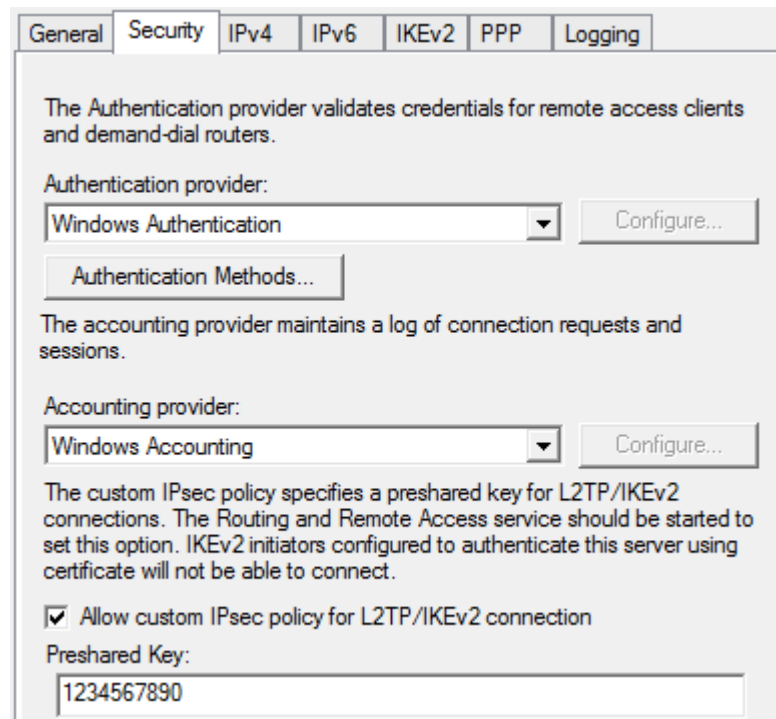 General Security IPv4 IPv6 IKEv2 PPP Logging
The Authentication provider validates credentials for remote access clients
and demand-dial routers.
Authentication provider:
Windows Authentication Configure...
Authentication Methods...
The accounting provider maintains a log of connection requests and
sessions.
Accounting provider:
Windows Accounting Configure...
The custom IPsec policy specifies a preshared key for L2TP/IKEv2
connections. The Routing and Remote Access service should be started to
set this option. IKEv2 initiators configured to authenticate this server using
certificate will not be able to connect.
Allow custom IPsec policy for L2TP/IKEv2 connection
Preshared Key:
1234567890